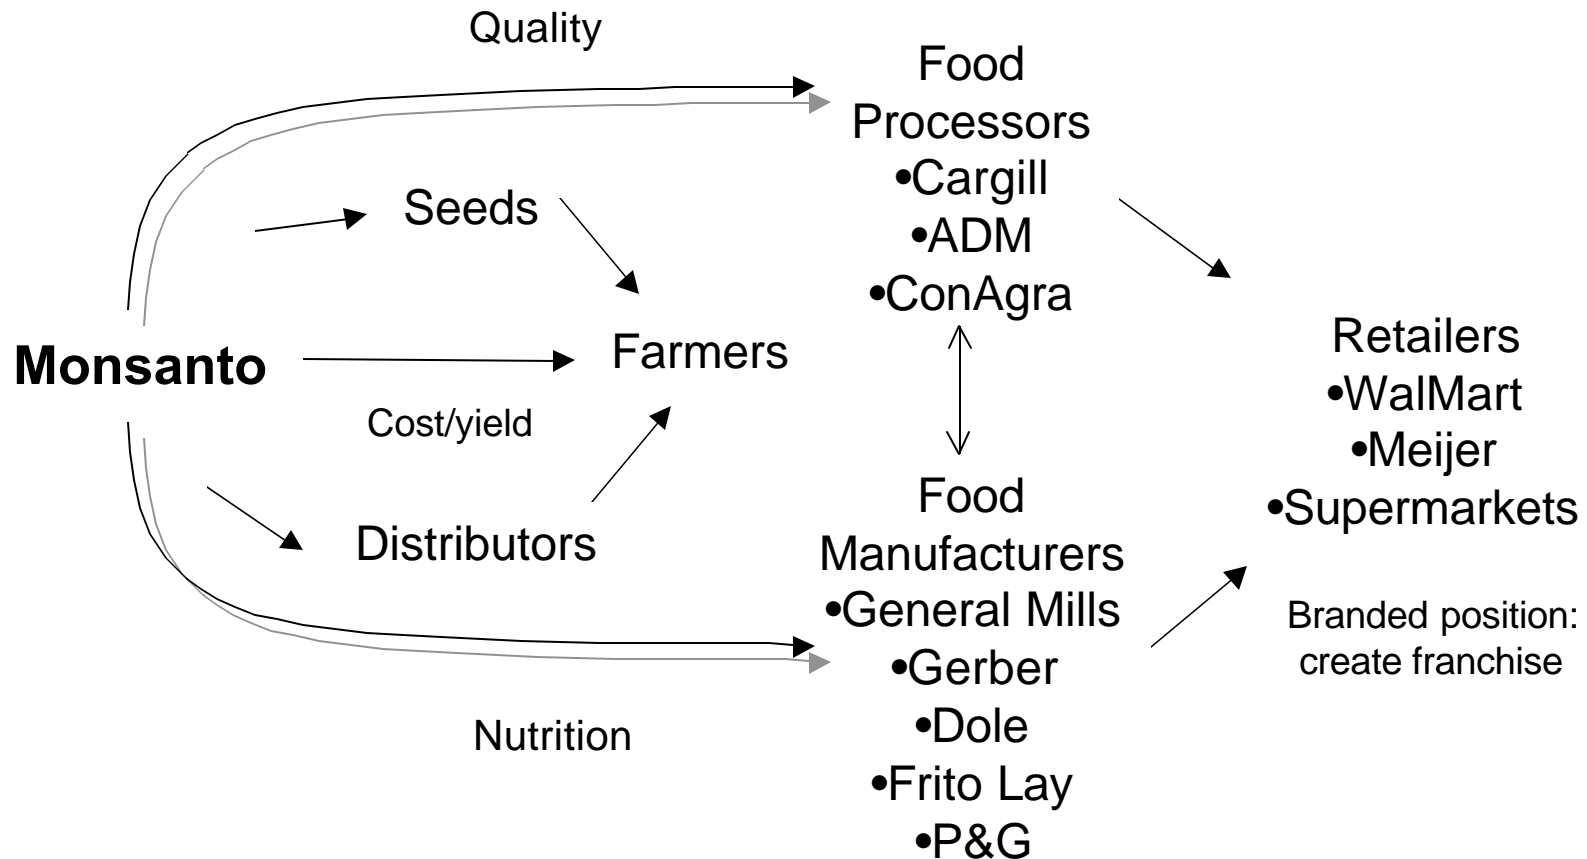 Quality
Food
Processors
•Cargill
•ADM
•ConAgra
Seeds
Monsanto
Farmers
Cost/yield
Distributors
Nutrition
Food
Manufacturers
•General Mills
•Gerber
•Dole
•Frito Lay
•P&G
Retailers
•WalMart
•Meijer
•Supermarkets
Branded position:
create franchise